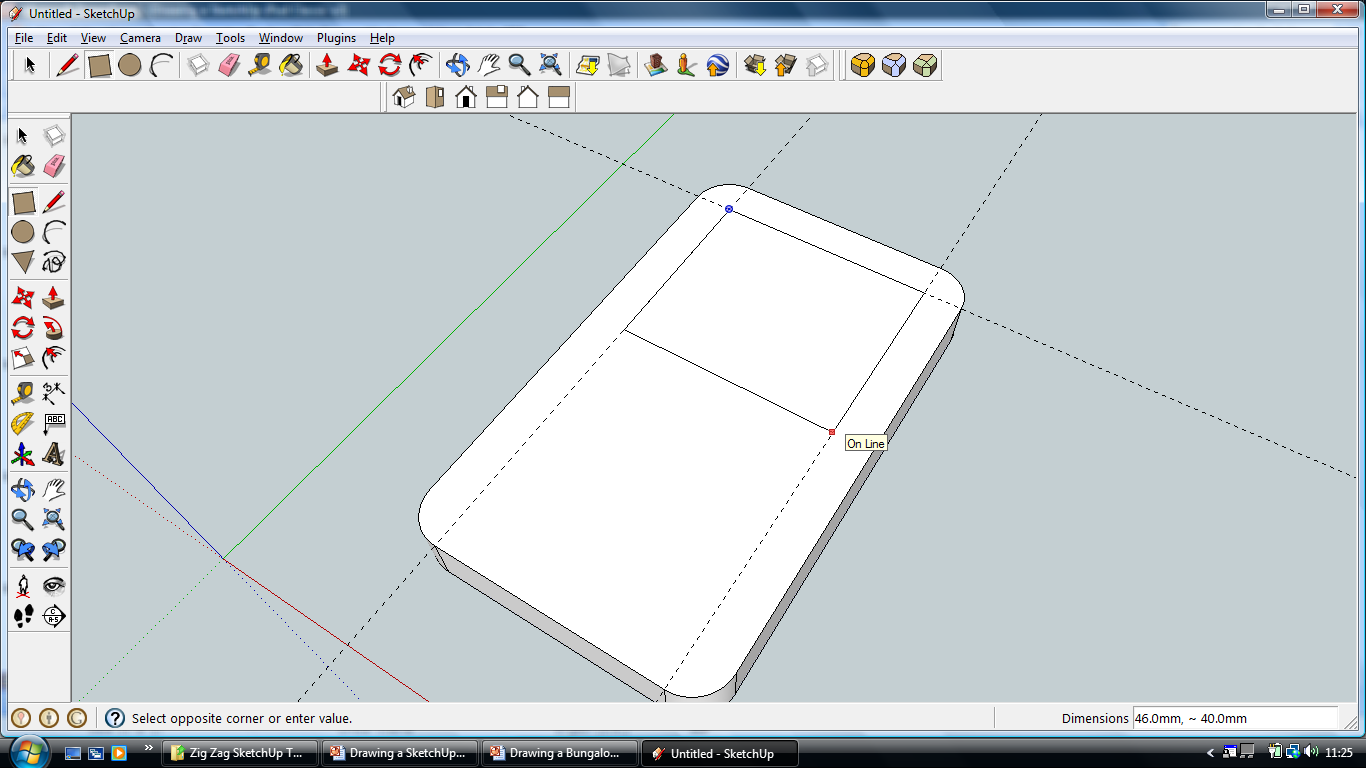 Untitled - SketchUp
File Edit View Camera Draw Tools Window Plugins Help
ABC
On Line
Select opposite corner or enter value.
Dimensions 46.0mm, ~ 40.0mm
Zig Zag SketchUp T... Drawing a SketchUp... Drawing a Bungalo... Untitled - SketchUp 11:25